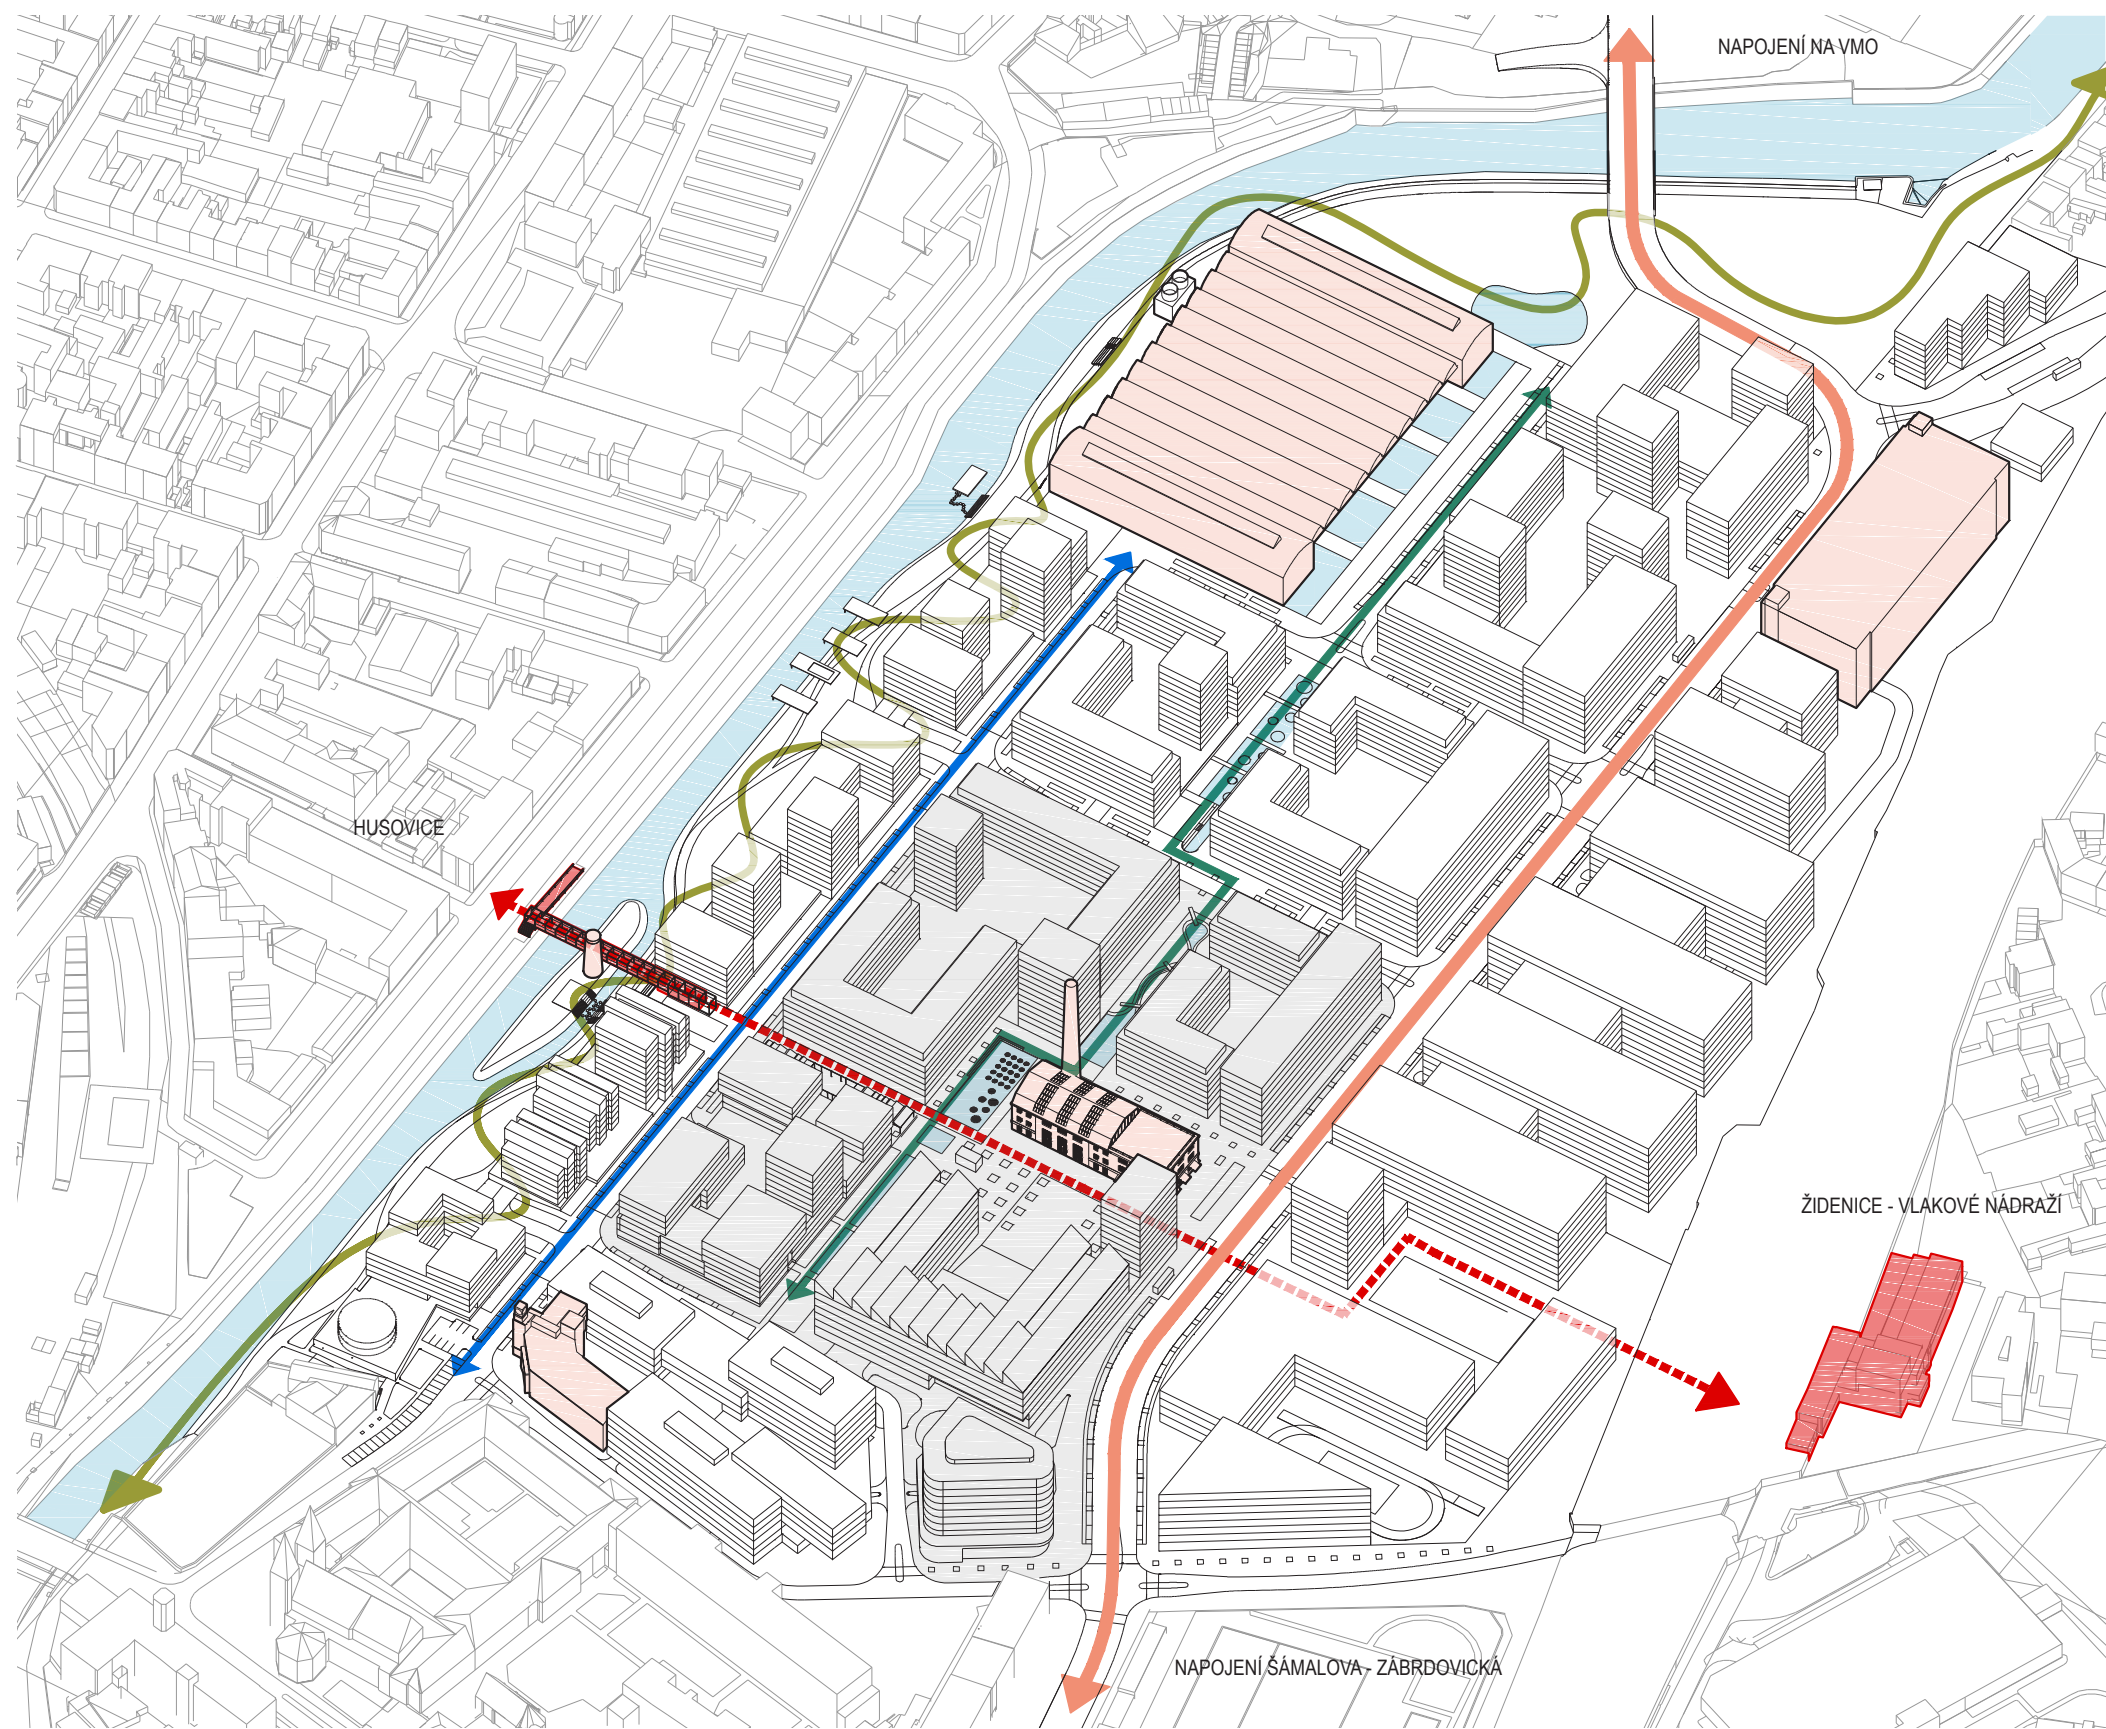 NAPOJENÍ NA VMO
HUSOVICE
ŽIDENICE - VLAKOVÉ NÁDRAŽÍ
NAPOJENÍ ŠÁMALOVA - ZÁBRDOVICKÁ